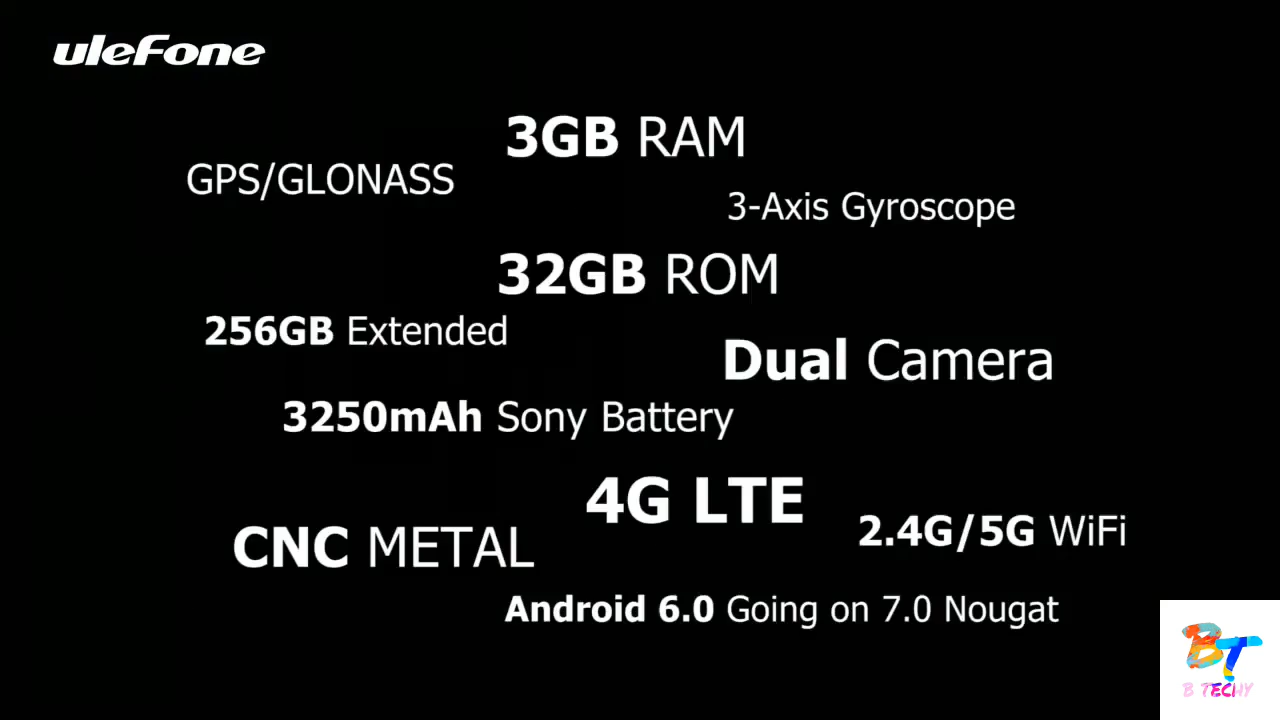 ulefone
3GB RAM
GPS/GLONASS
3-Axis Gyroscope
32GB ROM
256GB Extended
Dual Camera
3250mAh Sony Battery
4G LTE
CNC METAL
2.4G/5G WiFi
Android 6.0 Going on 7.0 Nougat
BT
B TECHY